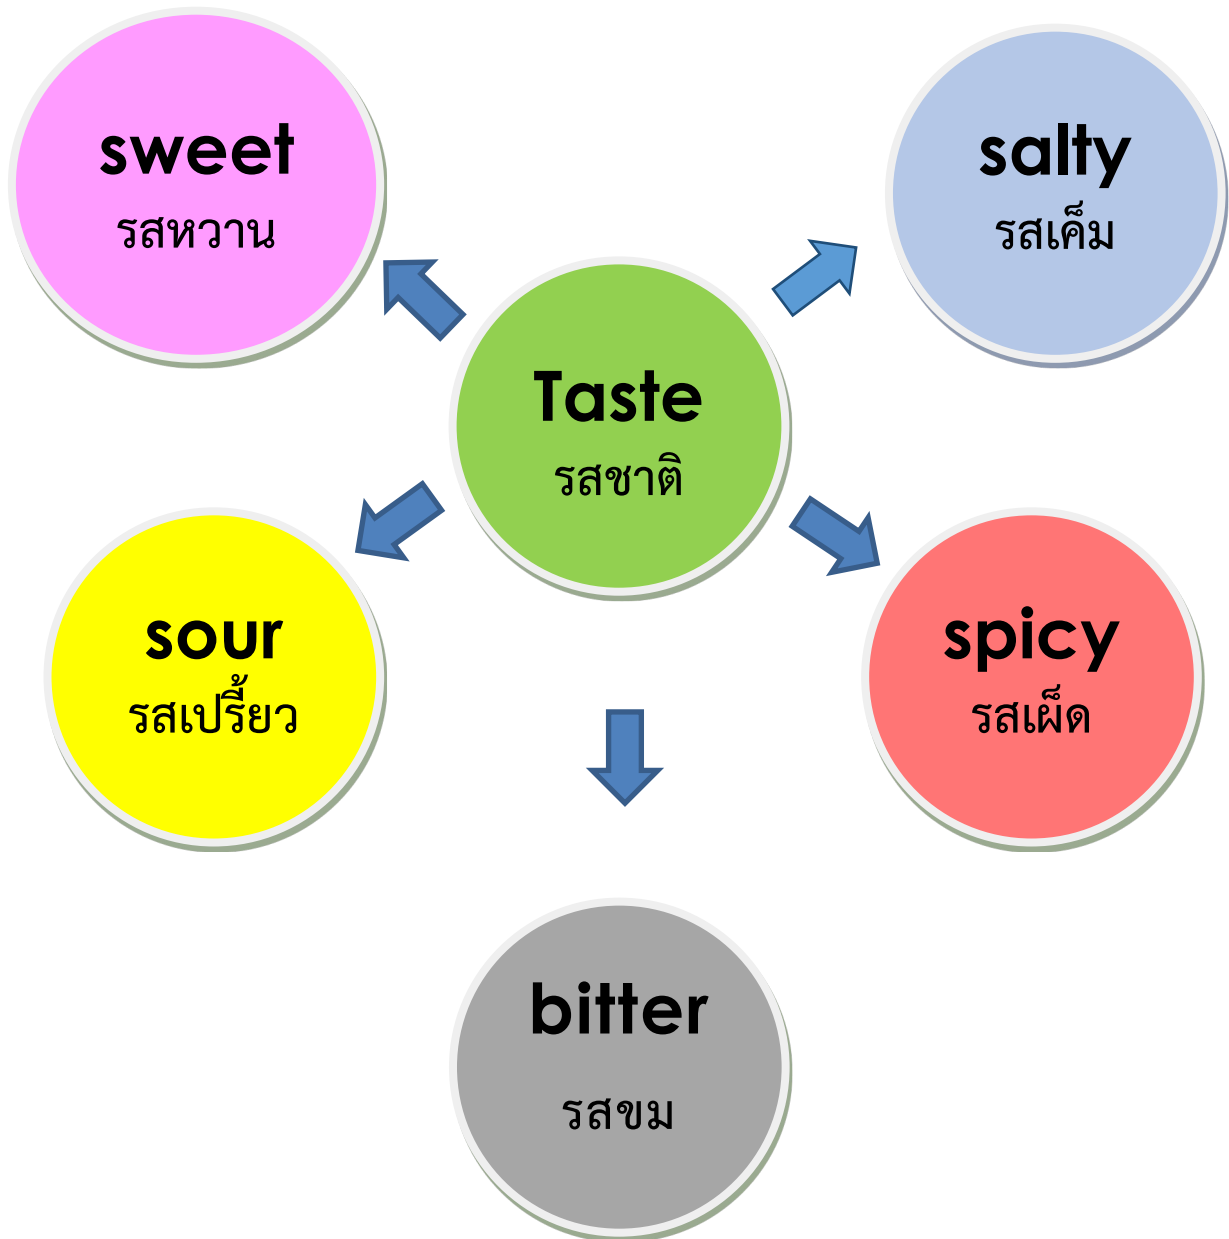 sweet
รสหวาน
salty
รสเค็ม
Taste
รสชาติ
sour
รสเปรี้ยว
spicy
รสเผ็ด
bitter
รสขม